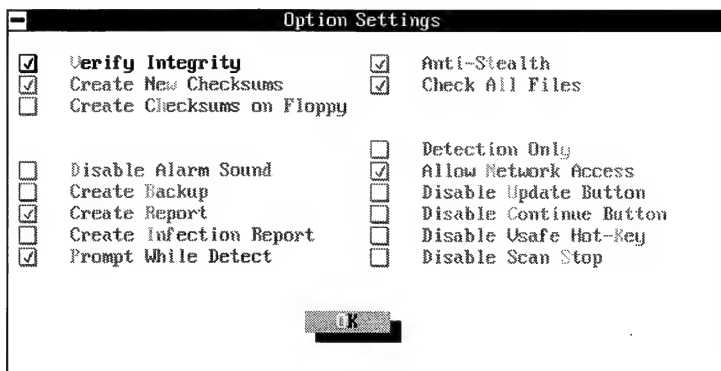 Option Settings
Verify Integrity
Create New Checksums
Create Checksums on Floppy
Disable Alarm Sound
Create Backup
Create Report
Create Infection Report
Prompt While Detect
Anti-Stealth
Check All Files
Detection Only
Allow Network Access
Disable Update Button
Disable Continue Button
Disable Vsafe Hot-Key
Disable Scan Stop
OK